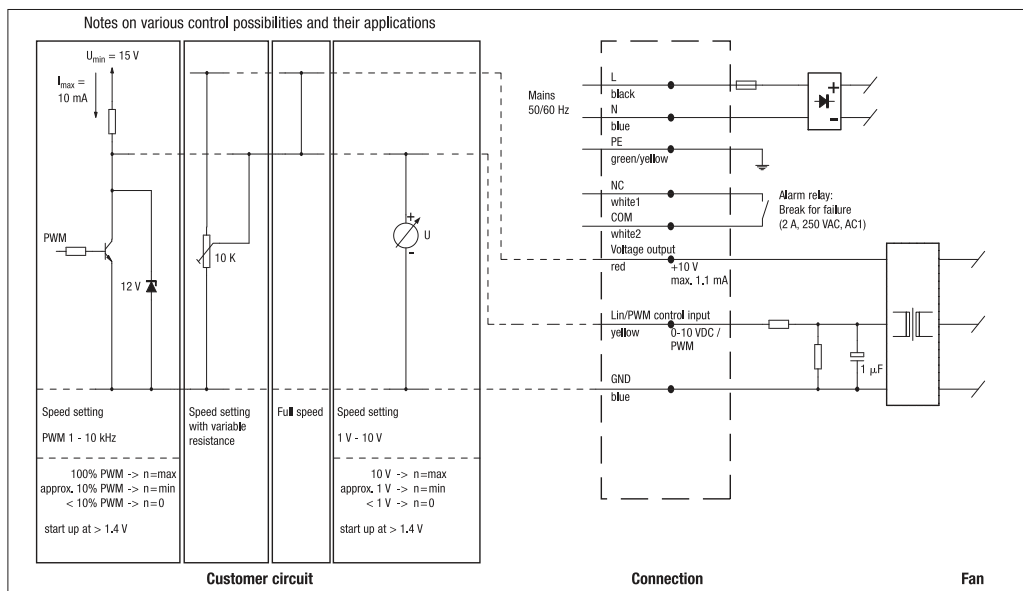 Notes on various control possibilities and their applications
Umin = 15 V
Imax =
10 mA
PWM
12 V
10 K
+
U
-
Speed setting
PWM 1 - 10 kHz
100% PWM -> n=max
approx. 10% PWM -> n=min
< 10% PWM -> n=0
start up at > 1.4 V
Speed setting
with variable
resistance
Full speed
Speed setting
1 V - 10 V
10 V -> n=max
approx. 1 V -> n=min
< 1 V -> n=0
start up at > 1.4 V
Customer circuit
Mains
50/60 Hz
L
black
N
blue
PE
green/yellow
NC
white1
COM
white2
Voltage output
red
+10 V
max. 1.1 mA
Lin/PWM control input
yellow
0-10 VDC /
PWM
GND
blue
Connection
+
-
Alarm relay:
Break for failure
(2 A, 250 VAC, AC1)
1 µF
Fan